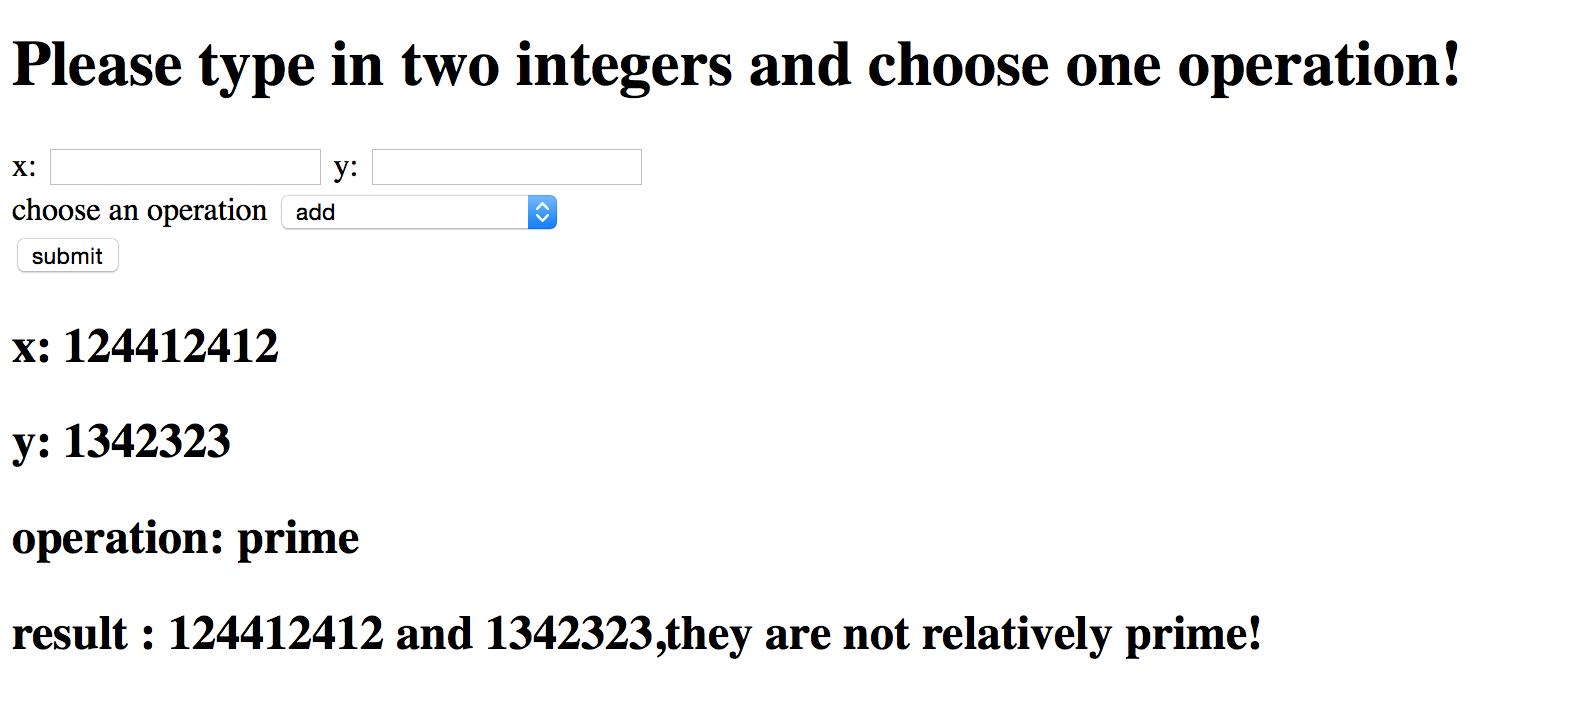 Please type in two integers and choose one operation!
x: y:
choose an operation add
submit
x: 124412412
y: 1342323
operation: prime
result : 124412412 and 1342323,they are not relatively prime!